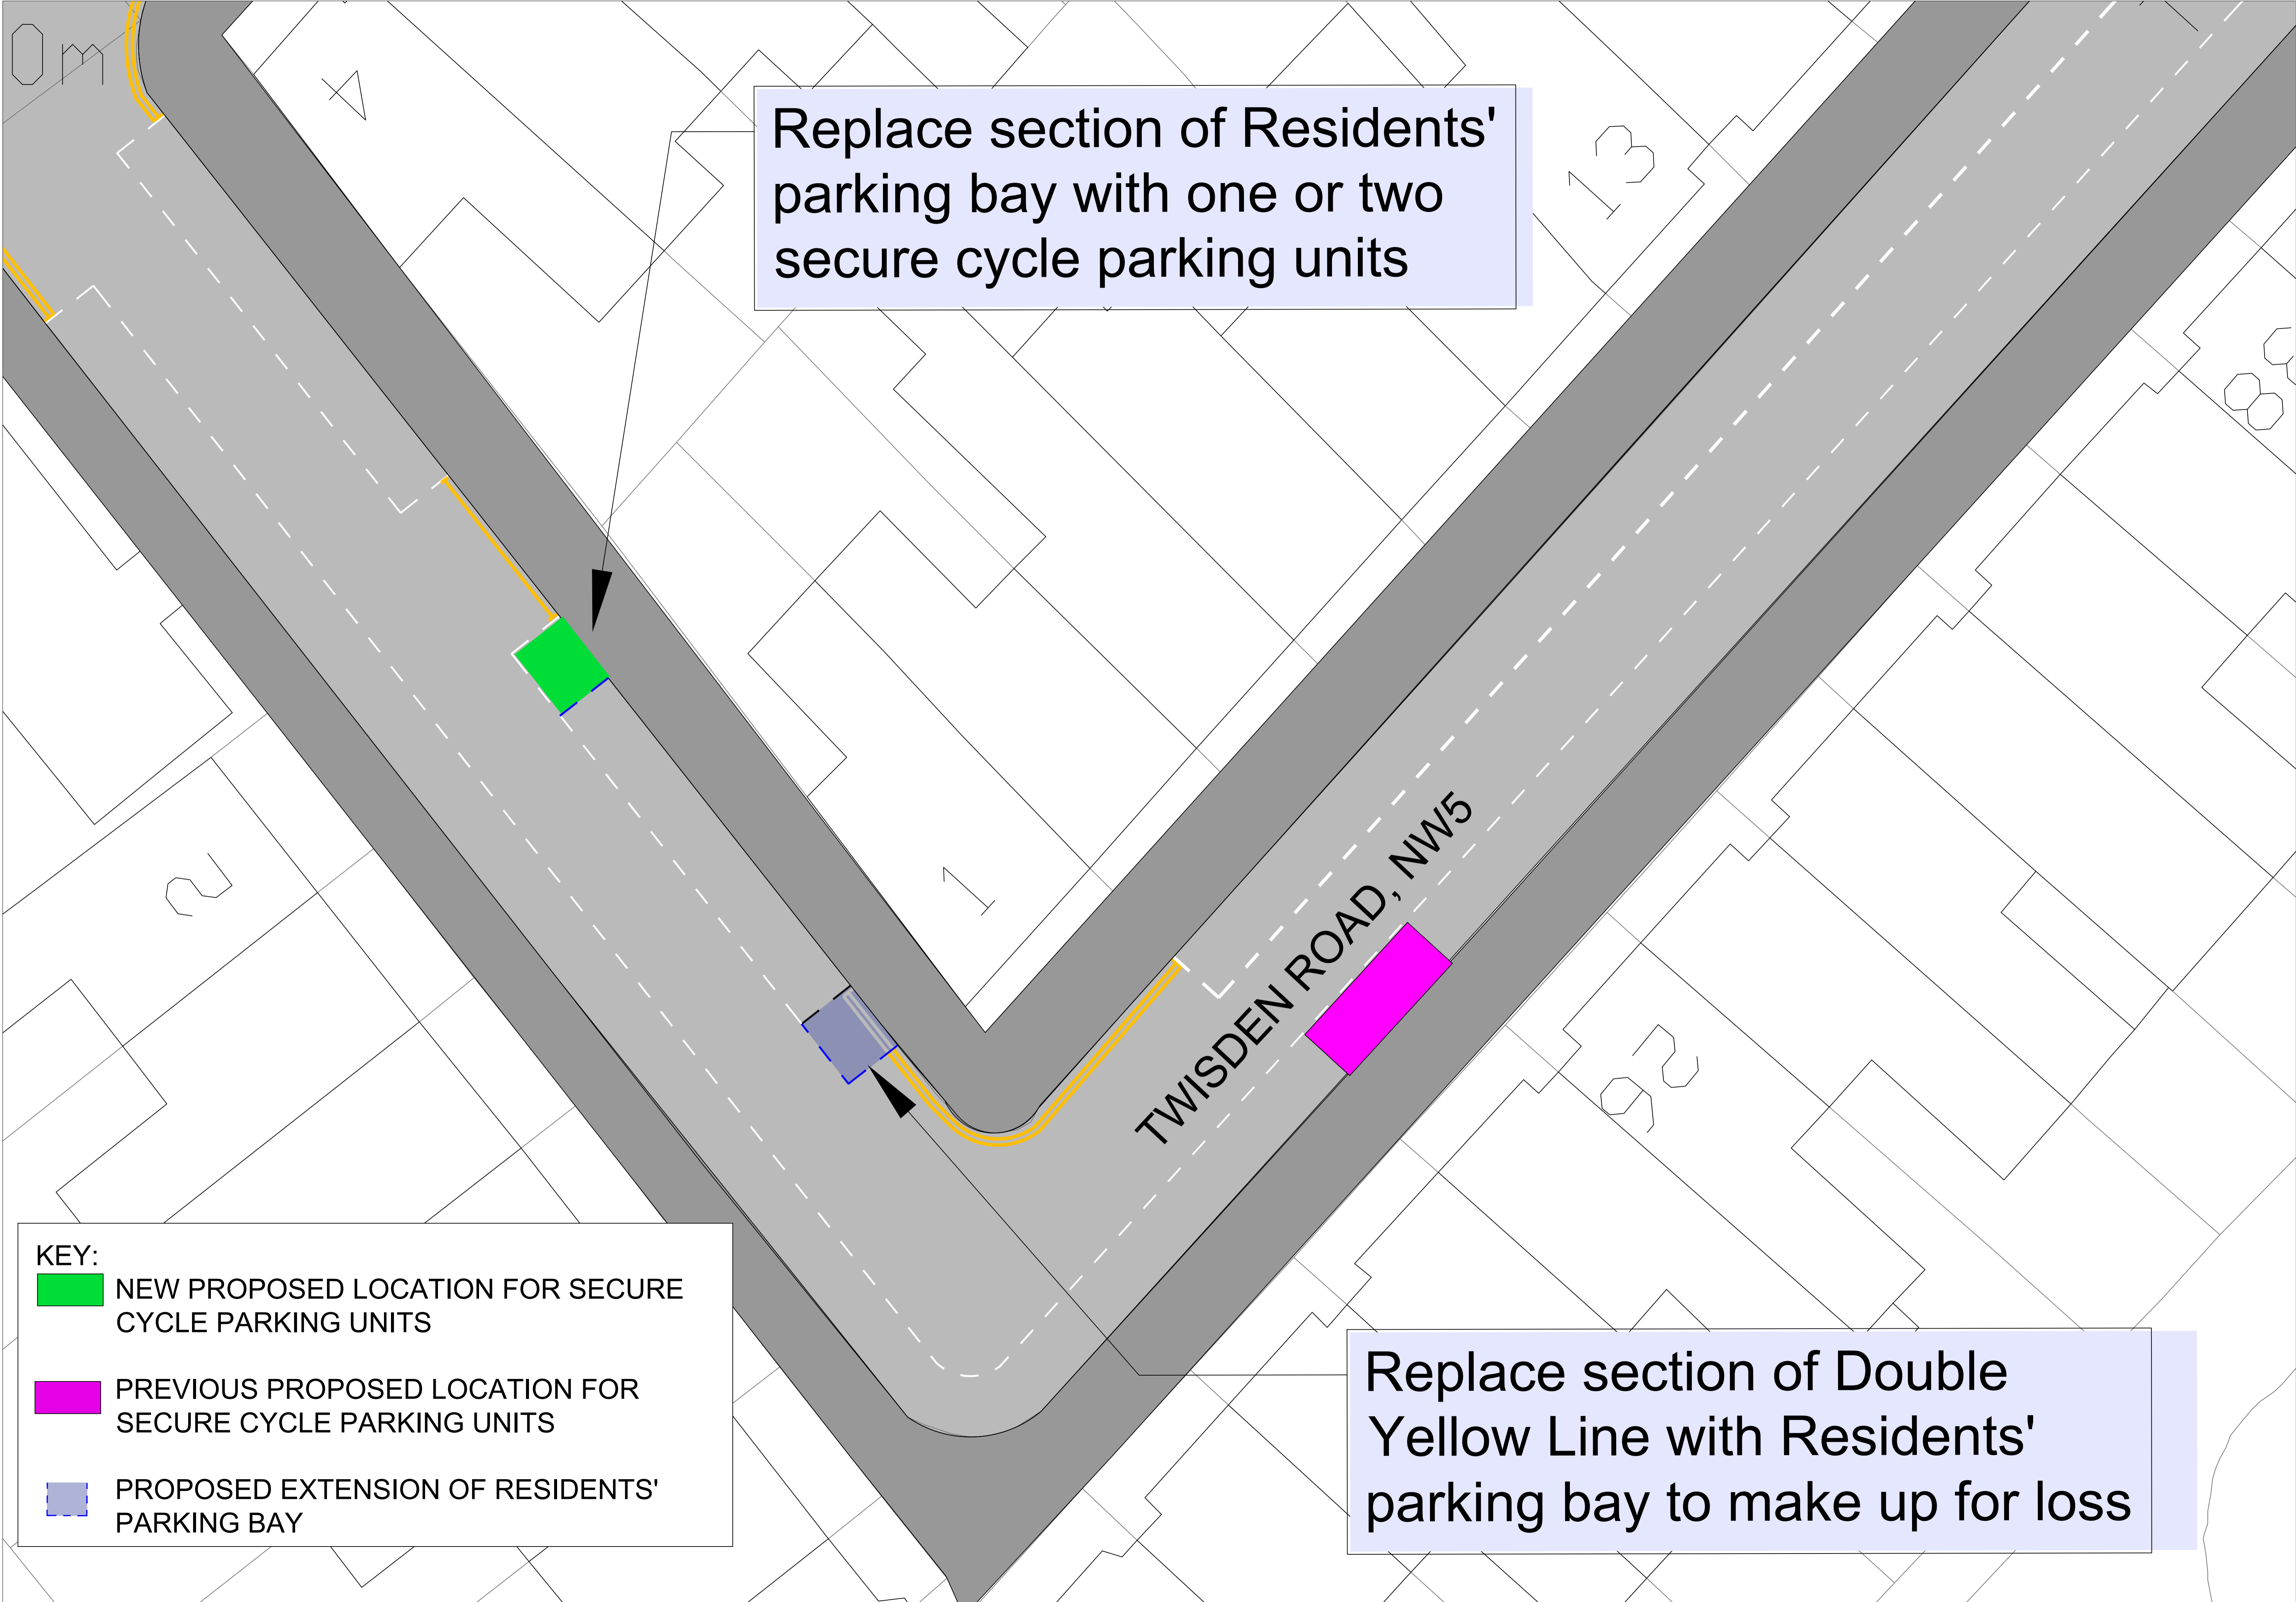 0m
4
Replace section of Residents'
parking bay with one or two
secure cycle parking units
13
88
2
1
TWISDEN ROAD, NW5
92
KEY:
NEW PROPOSED LOCATION FOR SECURE
CYCLE PARKING UNITS
PREVIOUS PROPOSED LOCATION FOR
SECURE CYCLE PARKING UNITS
PROPOSED EXTENSION OF RESIDENTS'
PARKING BAY
Replace section of Double
Yellow Line with Residents'
parking bay to make up for loss